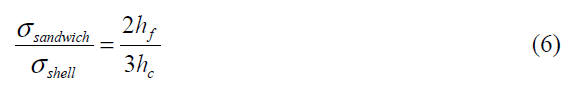 σ_sandwich / σ_shell = 2h_f / 3h_c (6)